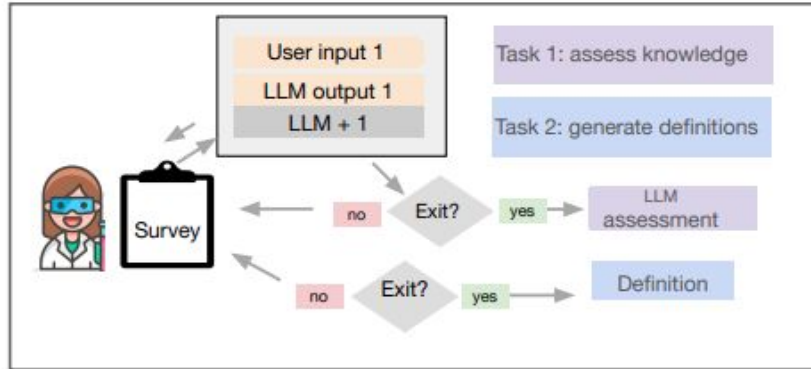 User input 1
LLM output 1
LLM + 1
Task 1: assess knowledge
Task 2: generate definitions
Survey
no
Exit?
yes
LLM
assessment
no
Exit?
yes
Definition